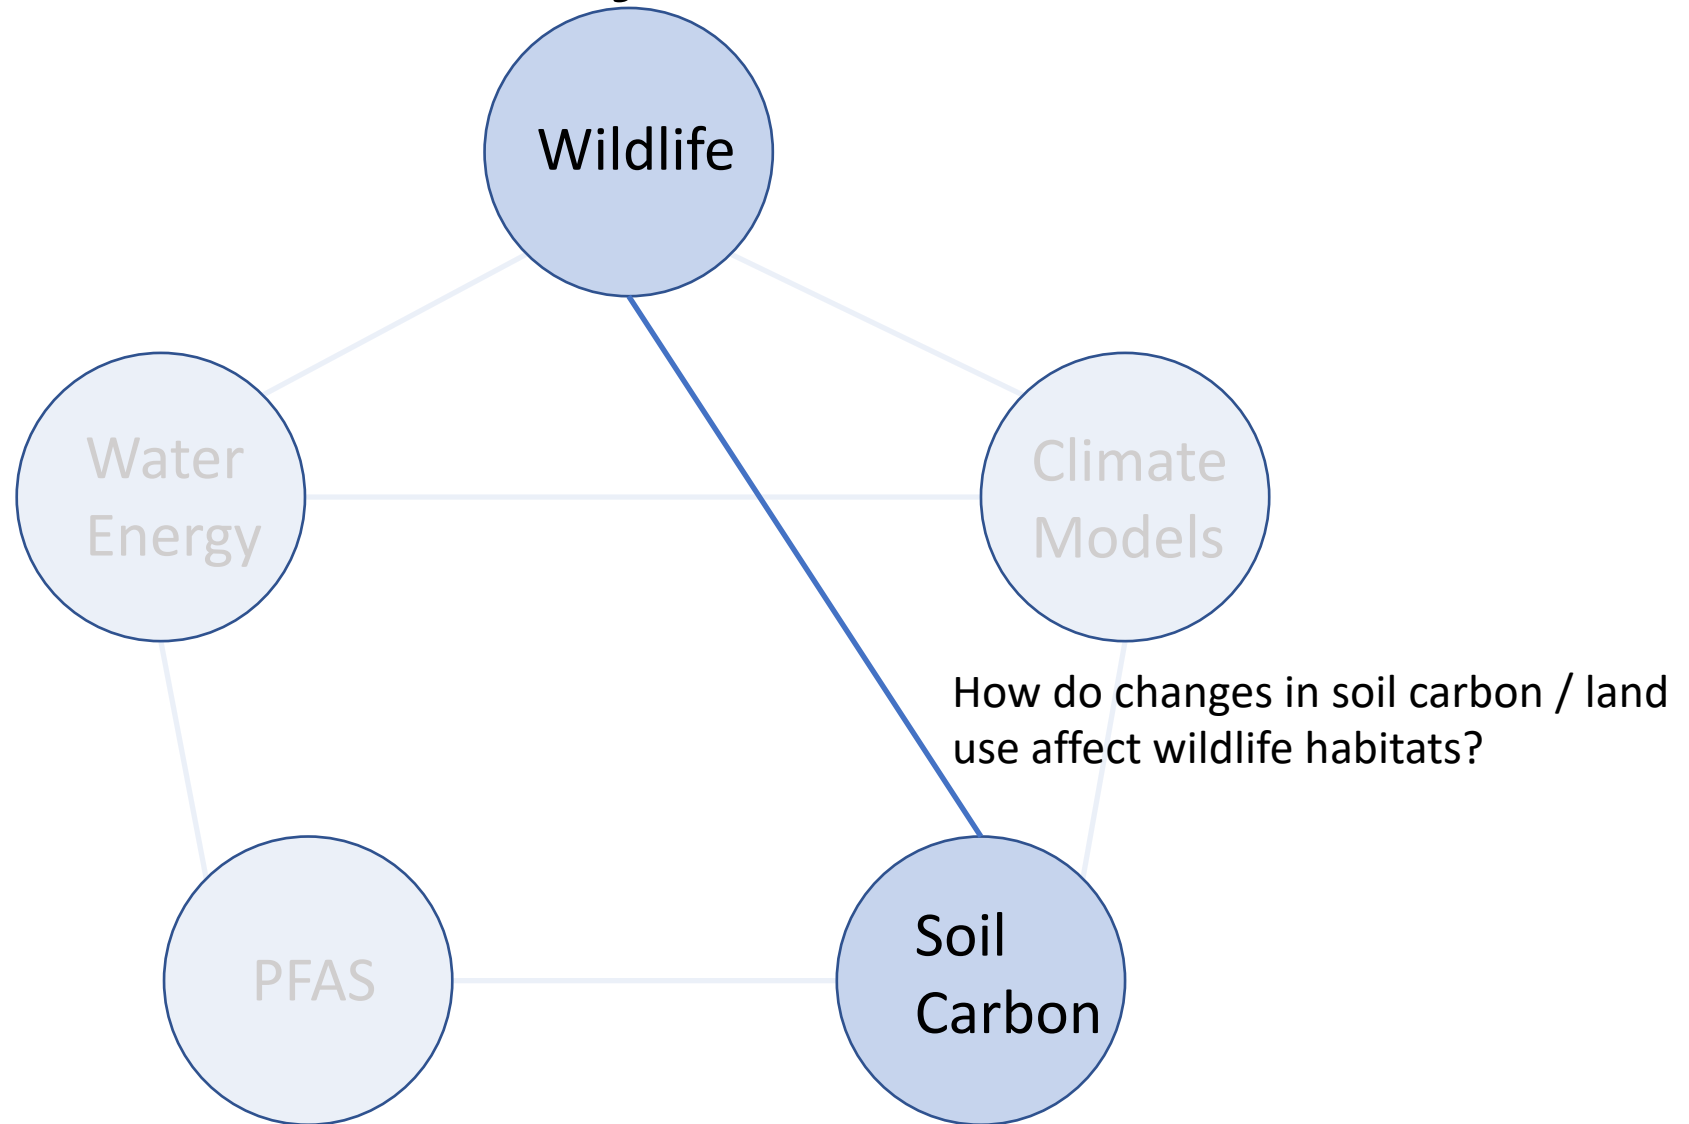 Wildlife
Water
Energy
Climate
Models
How do changes in soil carbon / land
use affect wildlife habitats?
PFAS
Soil
Carbon